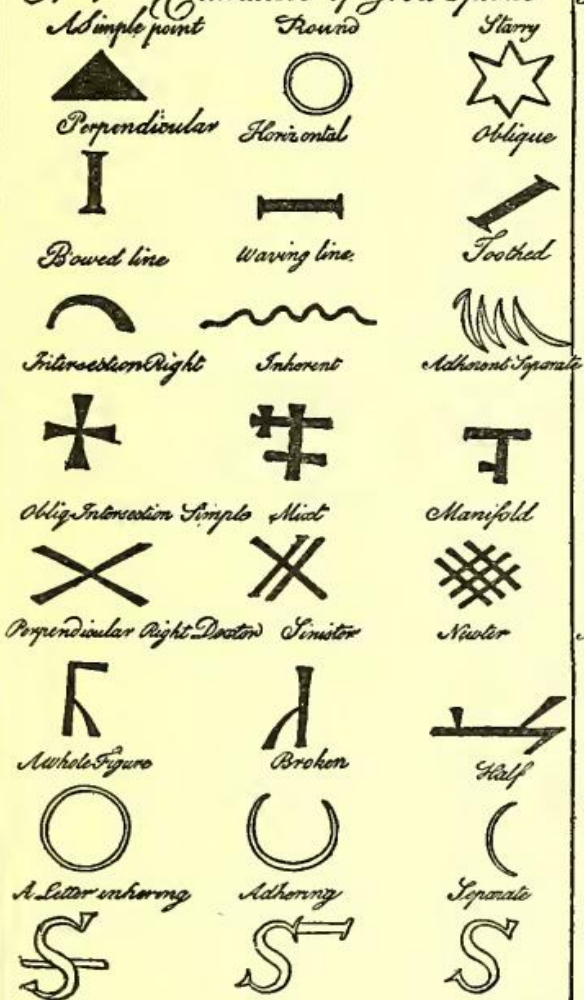 A Simple point Round Starry
Perpendicular Horizontal Oblique
Bowed line Waving line. Toothed
Intersection Right Inherent Adherent Separate
Obliq Intersection Simple Mixt Manifold
Perpendicular Right Dexter Sinister Neuter
A whole Figure Broken Half
A Letter inhering Adhering Separate
S S S